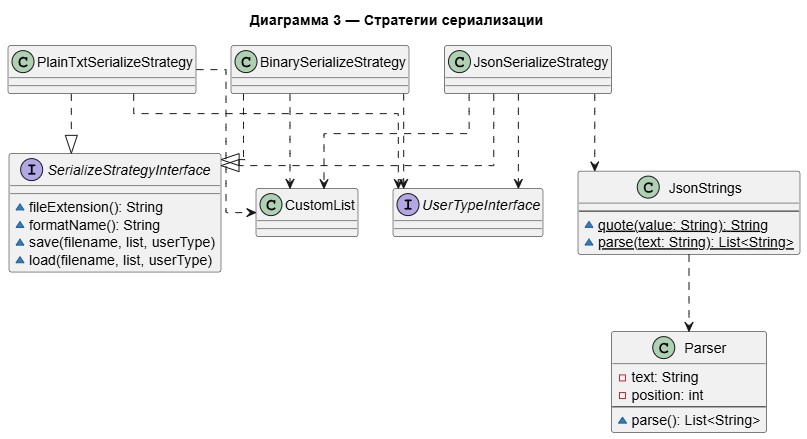 Диаграмма 3 — Стратегии сериализации
C PlainTxtSerializeStrategy
C BinarySerializeStrategy
C JsonSerializeStrategy
I SerializeStrategyInterface
fileExtension(): String
formatName(): String
save(filename, list, userType)
load(filename, list, userType)
C CustomList
I UserTypeInterface
C JsonStrings
quote(value: String): String
parse(text: String): List<String>
C Parser
text: String
position: int
parse(): List<String>